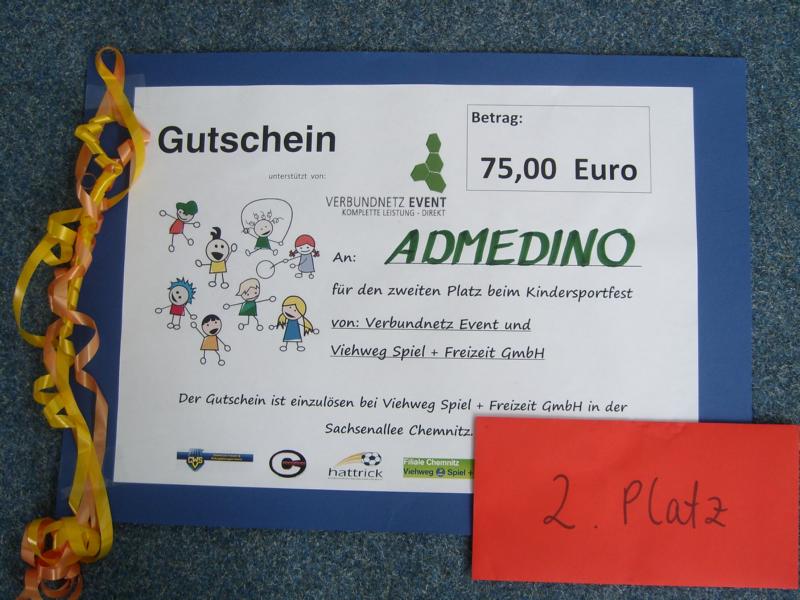 Gutschein
Betrag:
75,00 Euro
unterstützt von:
VERBUNDNETZ EVENT
KOMPLETTE LEISTUNG - DIREKT
An: ADMEDINO
für den zweiten Platz beim Kindersportfest
von: Verbundnetz Event und
Viehweg Spiel + Freizeit GmbH
Der Gutschein ist einzulösen bei Viehweg Spiel + Freizeit GmbH in der
Sachsenallee Chemnitz.
hattrick
Filiale Chemnitz
Viehweg Spiel +
2. Platz